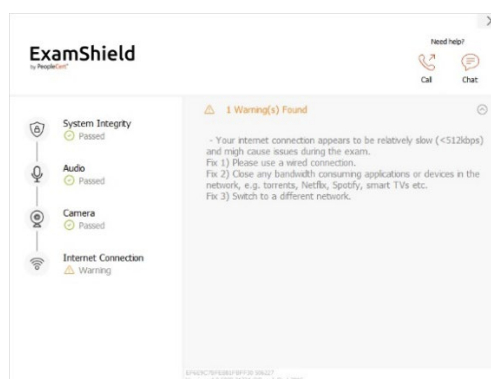 Need help?
ExamShield
by PeopleCert
Call
Chat
1 Warning(s) Found
System Integrity
Passed
- Your internet connection appears to be relatively slow (<512kbps)
and migh cause issues during the exam.
Fix 1) Please use a wired connection.
Fix 2) Close any bandwidth consuming applications or devices in the
network, e.g. torrents, Netflix, Spotify, smart TVs etc.
Fix 3) Switch to a different network.
Audio
Passed
Camera
Passed
Internet Connection
Warning